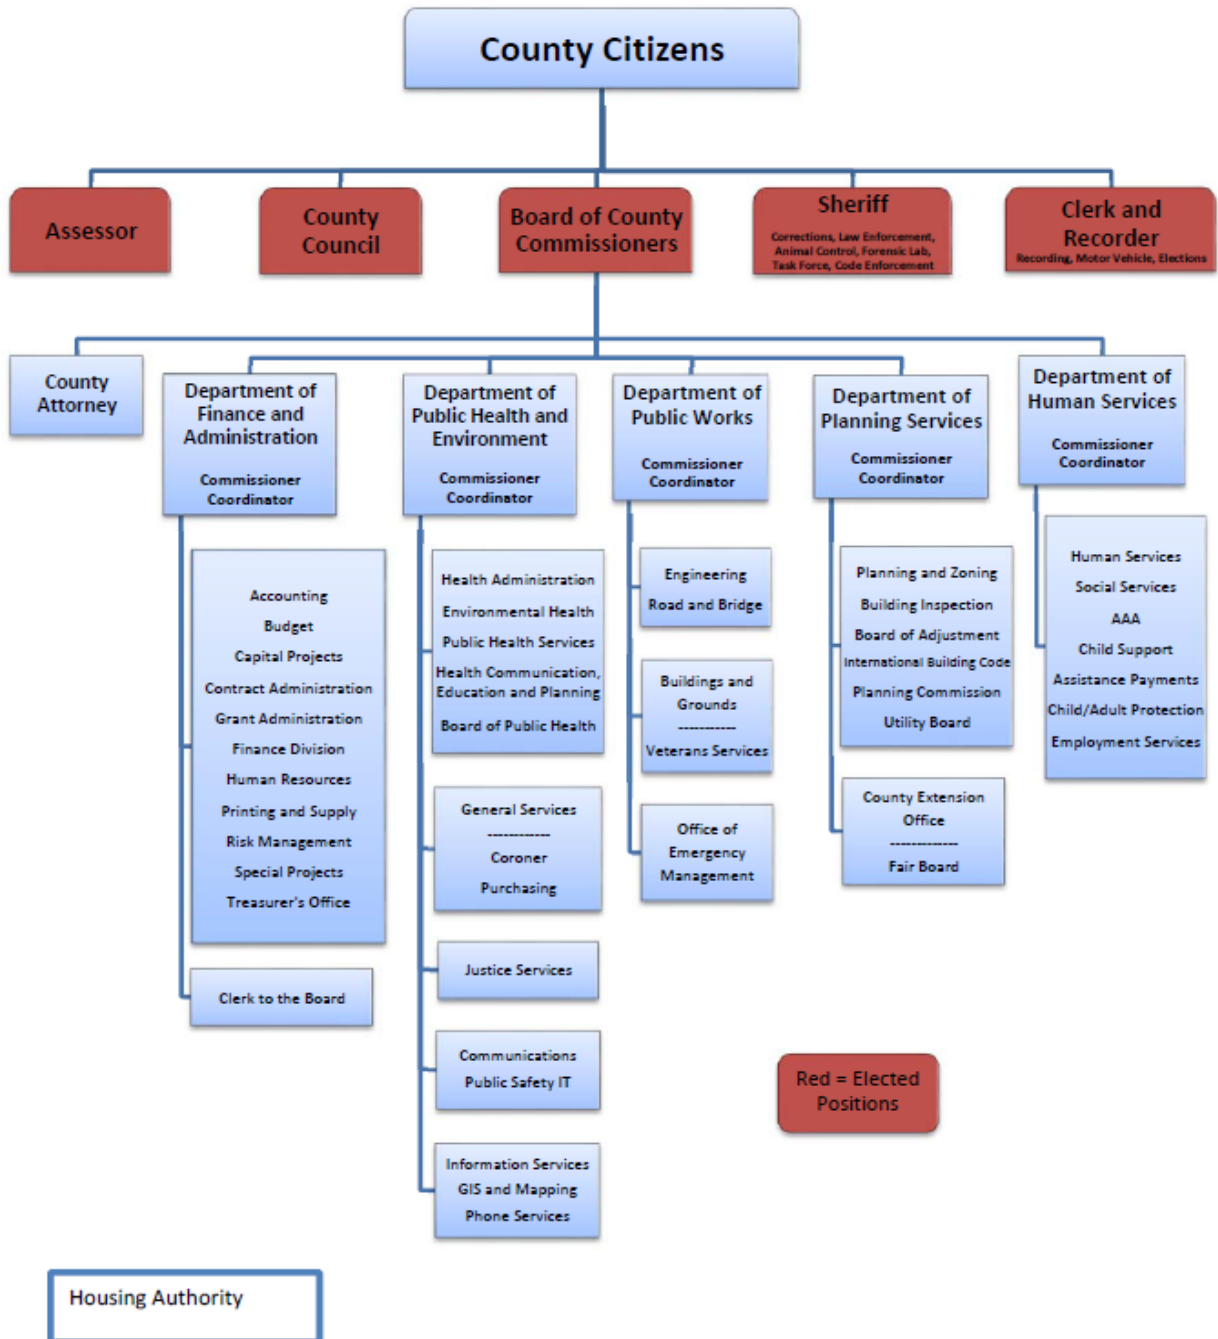 County Citizens
Assessor
County
Council
Board of County
Commissioners
Sheriff
Corrections, Law Enforcement,
Animal Control, Forensic Lab,
Task Force, Code Enforcement
Clerk and
Recorder
Recording, Motor Vehicle, Elections
County
Attorney
Department of
Finance and
Administration
Commissioner
Coordinator
Department of
Public Health and
Environment
Commissioner
Coordinator
Department of
Public Works
Commissioner
Coordinator
Department of
Planning Services
Commissioner
Coordinator
Department of
Human Services
Commissioner
Coordinator
Accounting
Budget
Capital Projects
Contract Administration
Grant Administration
Finance Division
Human Resources
Printing and Supply
Risk Management
Special Projects
Treasurer's Office
Clerk to the Board
Health Administration
Environmental Health
Public Health Services
Health Communication,
Education and Planning
Board of Public Health
General Services
------------
Coroner
Purchasing
Justice Services
Communications
Public Safety IT
Information Services
GIS and Mapping
Phone Services
Engineering
Road and Bridge
Buildings and
Grounds
-----------
Veterans Services
Office of
Emergency
Management
Planning and Zoning
Building Inspection
Board of Adjustment
International Building Code
Planning Commission
Utility Board
County Extension
Office
-------------
Fair Board
Human Services
Social Services
AAA
Child Support
Assistance Payments
Child/Adult Protection
Employment Services
Red = Elected
Positions
Housing Authority